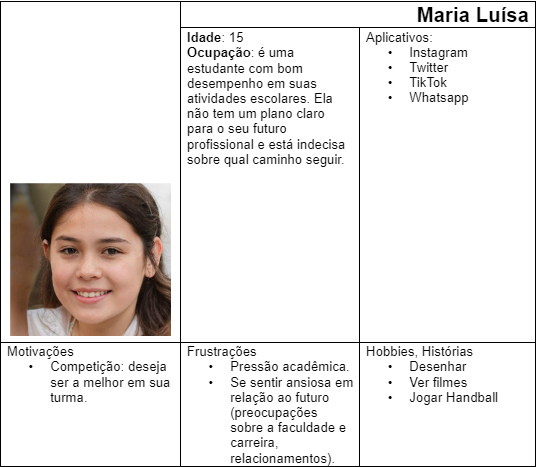 Maria Luísa
Idade: 15
Ocupação: é uma
estudante com bom
desempenho em suas
atividades escolares. Ela
não tem um plano claro
para o seu futuro
profissional e está indecisa
sobre qual caminho seguir.
Aplicativos:
• Instagram
• Twitter
• TikTok
• Whatsapp
Motivações
• Competição: deseja
ser a melhor em sua
turma.
Frustrações
• Pressão acadêmica.
• Se sentir ansiosa em
relação ao futuro
(preocupações
sobre a faculdade e
carreira,
relacionamentos).
Hobbies, Histórias
• Desenhar
• Ver filmes
• Jogar Handball